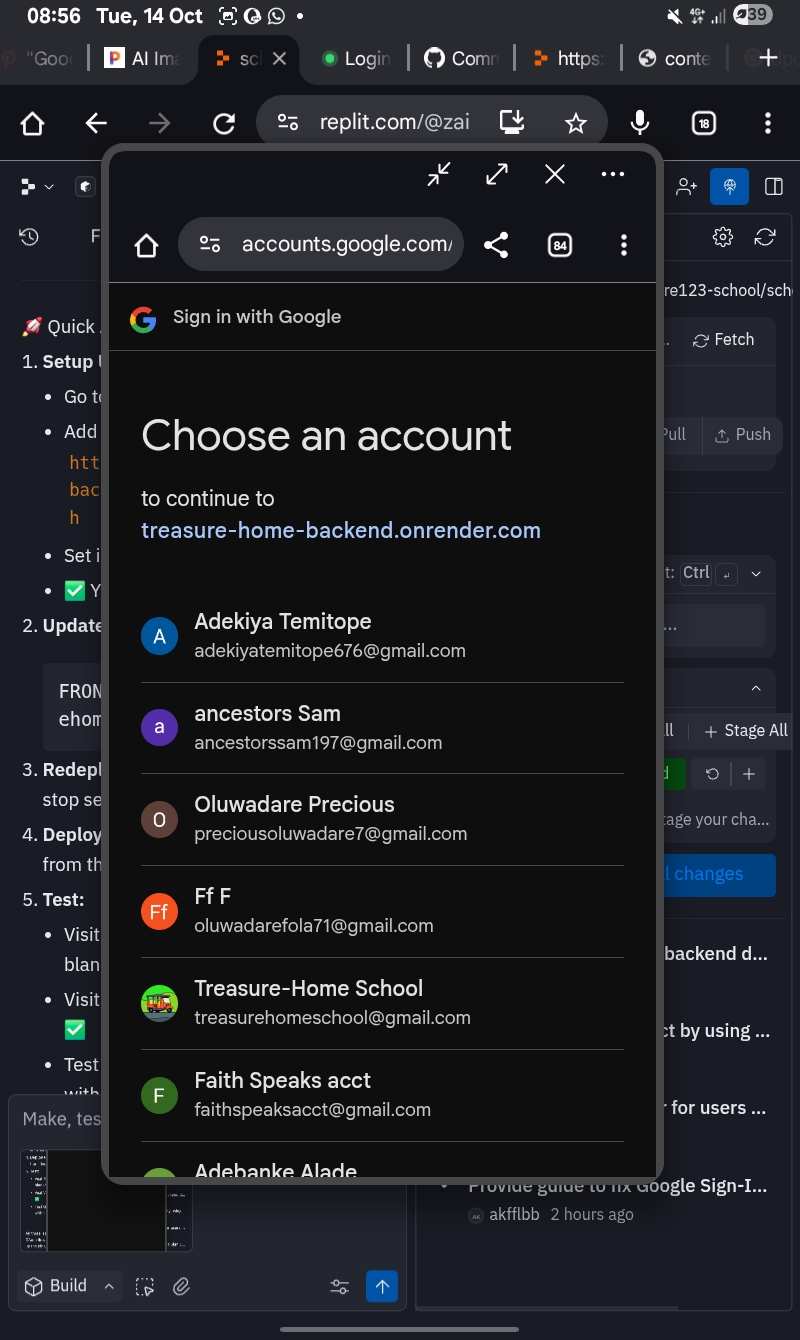 08:56 Tue, 14 Oct
4G+
39
"Goo
AI Im
sc
Login
Comn
https:
conte
replit.com/@zai
18
accounts.google.com/
84
Sign in with Google
Choose an account
to continue to
treasure-home-backend.onrender.com
Adekiya Temitope
adekiyatemitope676@gmail.com
ancestors Sam
ancestorssam197@gmail.com
Oluwadare Precious
preciousoluwadare7@gmail.com
Ff F
oluwadarefola71@gmail.com
Treasure-Home School
treasurehomeschool@gmail.com
Faith Speaks acct
faithspeaksacct@gmail.com
Adebanke Alade
A
a
O
Ff
F
F
🚀 Quick
1. Setup
• Go to
• Add
htt
bac
h
• Set i
• ✅ Y
2. Update
FRON
ehom
3. Redepl
stop se
4. Deploy
from th
5. Test:
• Visit
blan
• Visit
✅
• Test
with
Make, tes
Build
re123-school/sch
Fetch
Pull
Push
t: Ctrl
...
ll
Stage All
d
tage your cha...
l changes
backend d...
ct by using ...
r for users ...
Provide guide to fix Google Sign-I...
AK akfflbb 2 hours ago